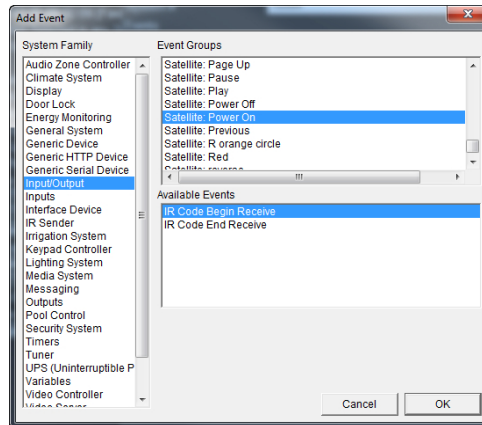 Add Event
System Family
Audio Zone Controller
Climate System
Display
Door Lock
Energy Monitoring
General System
Generic Device
Generic HTTP Device
Generic Serial Device
Input/Output
Inputs
Interface Device
IR Sender
Irrigation System
Keypad Controller
Lighting System
Media System
Messaging
Outputs
Pool Control
Security System
Timers
Tuner
UPS (Uninterruptible P
Variables
Video Controller
Video Server
Event Groups
Satellite: Page Up
Satellite: Pause
Satellite: Play
Satellite: Power Off
Satellite: Power On
Satellite: Previous
Satellite: R orange circle
Satellite: Red
Satellite: reverse
Available Events
IR Code Begin Receive
IR Code End Receive
Cancel
OK